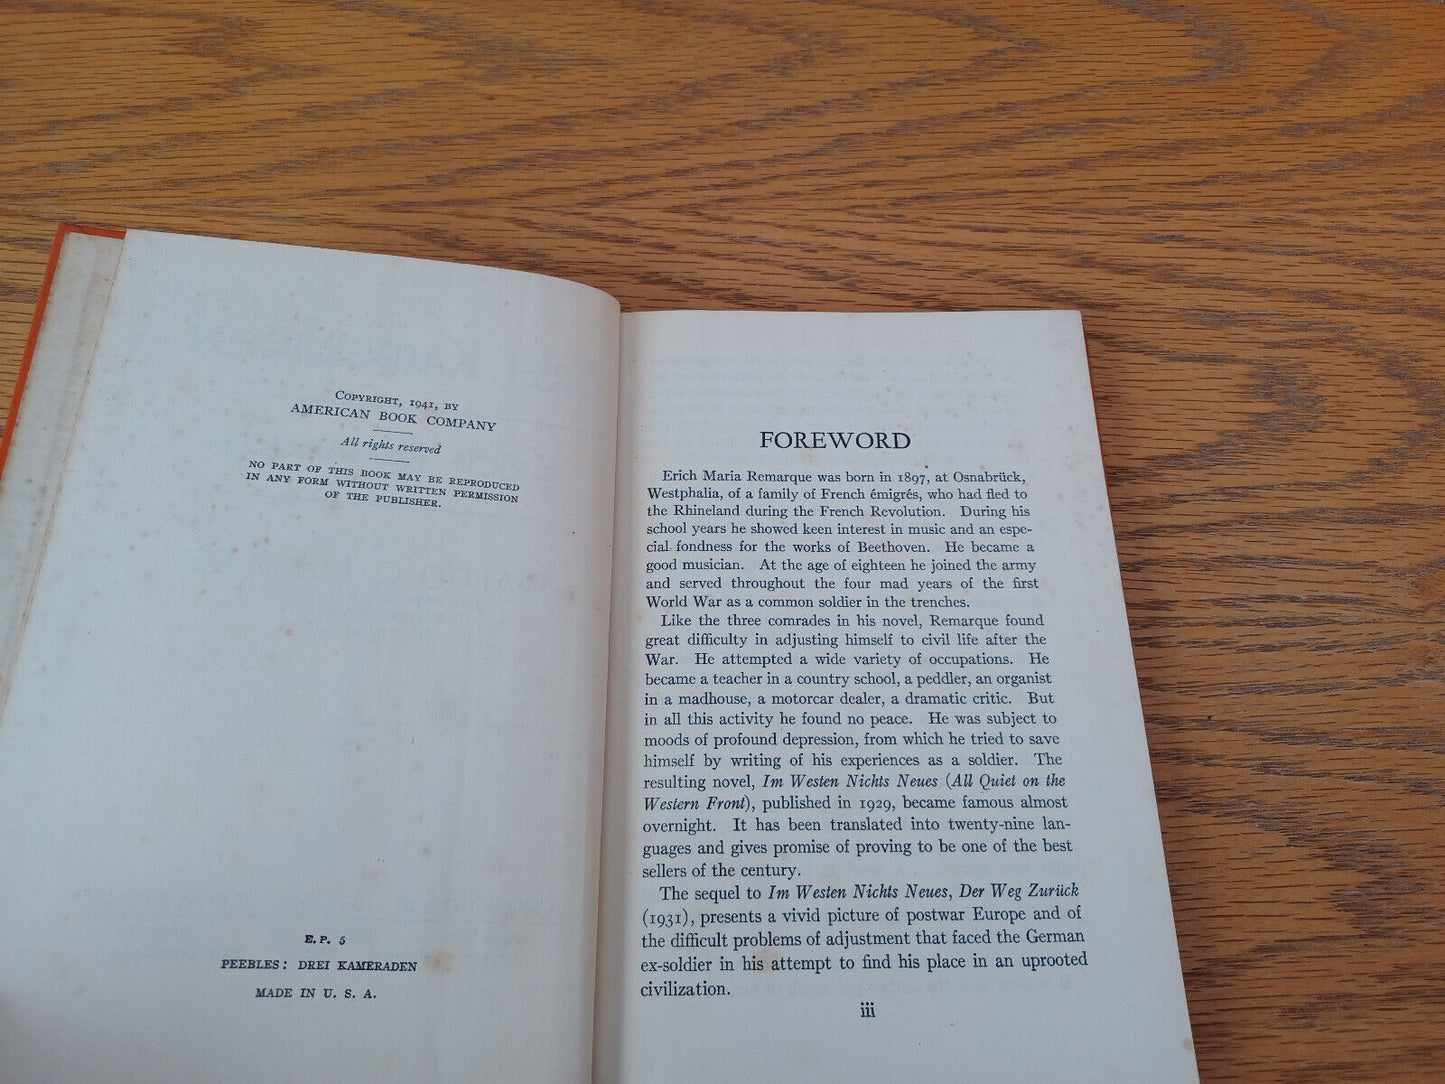 COPYRIGHT, 1941, BY
AMERICAN BOOK COMPANY
All rights reserved
NO PART OF THIS BOOK MAY BE REPRODUCED
IN ANY FORM WITHOUT WRITTEN PERMISSION
OF THE PUBLISHER.
E.P. 5
PEEBLES: DREI KAMERADEN
MADE IN U. S. A.
FOREWORD
Erich Maria Remarque was born in 1897, at Osnabrück,
Westphalia, of a family of French émigrés, who had fled to
the Rhineland during the French Revolution. During his
school years he showed keen interest in music and an espe-
cial fondness for the works of Beethoven. He became a
good musician. At the age of eighteen he joined the army
and served throughout the four mad years of the first
World War as a common soldier in the trenches.
Like the three comrades in his novel, Remarque found
great difficulty in adjusting himself to civil life after the
War. He attempted a wide variety of occupations. He
became a teacher in a country school, a peddler, an organist
in a madhouse, a motorcar dealer, a dramatic critic. But
in all this activity he found no peace. He was subject to
moods of profound depression, from which he tried to save
himself by writing of his experiences as a soldier. The
resulting novel, Im Westen Nichts Neues (All Quiet on the
Western Front), published in 1929, became famous almost
overnight. It has been translated into twenty-nine lan-
guages and gives promise of proving to be one of the best
sellers of the century.
The sequel to Im Westen Nichts Neues, Der Weg Zurück
(1931), presents a vivid picture of postwar Europe and of
the difficult problems of adjustment that faced the German
ex-soldier in his attempt to find his place in an uprooted
civilization.
iii